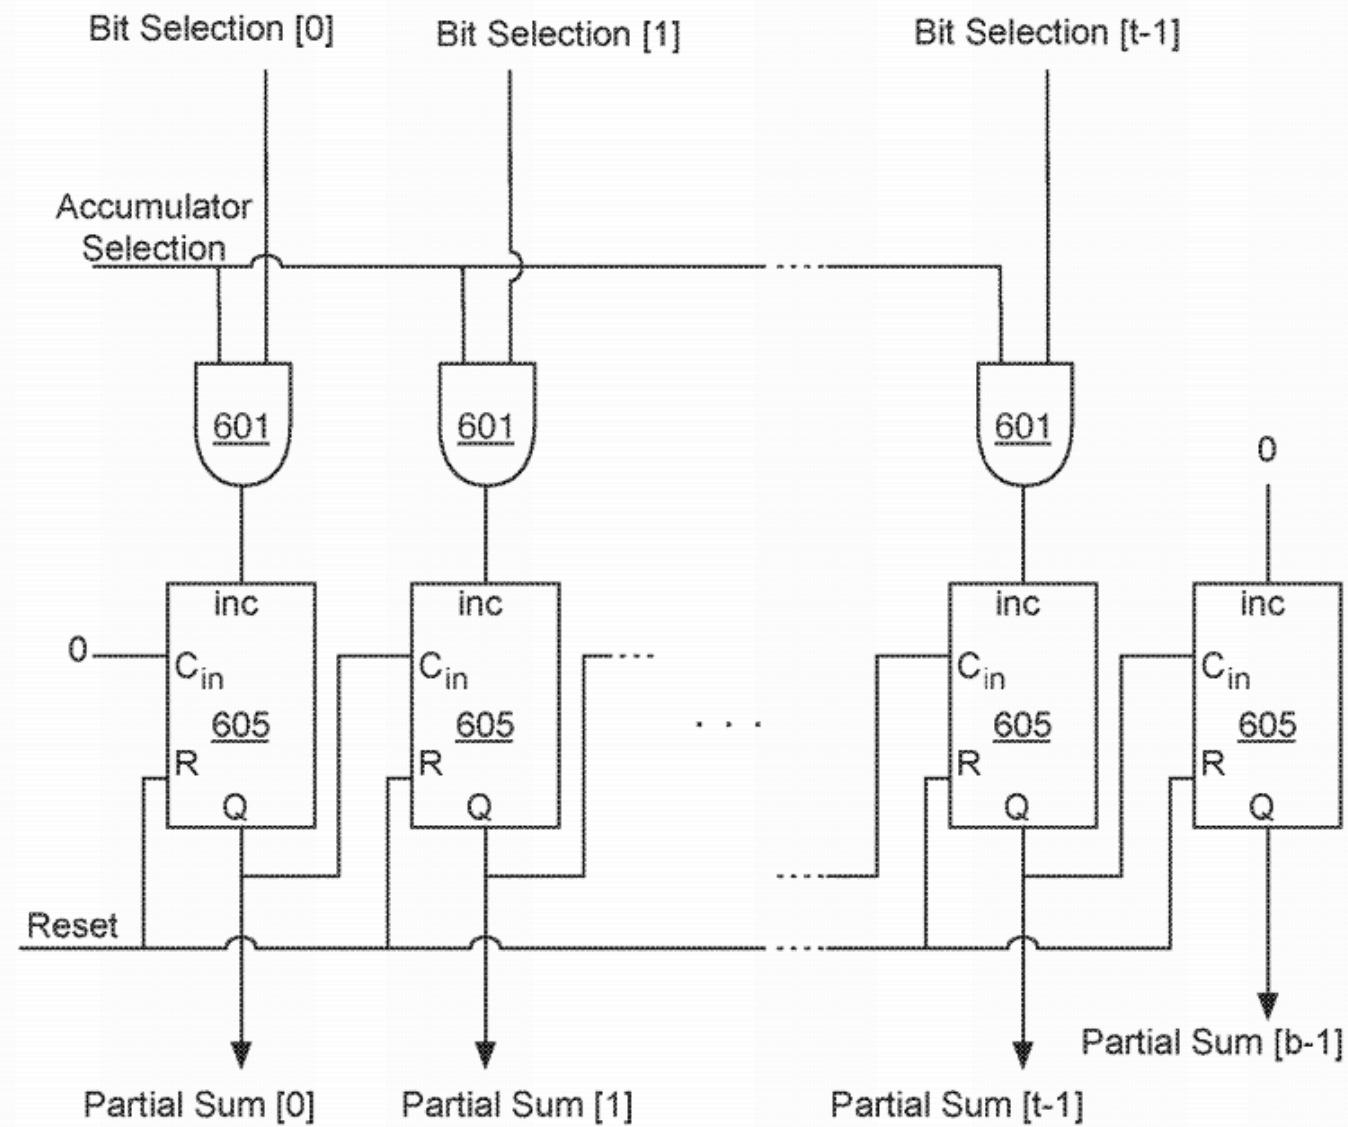 Bit Selection [0]
Bit Selection [1]
Bit Selection [t-1]
Accumulator
Selection
601
601
601
0
inc
inc
inc
inc
0
Cin
Cin
Cin
Cin
605
605
. . .
605
605
R
R
R
R
Q
Q
Q
Q
Reset
Partial Sum [b-1]
Partial Sum [0]
Partial Sum [1]
Partial Sum [t-1]